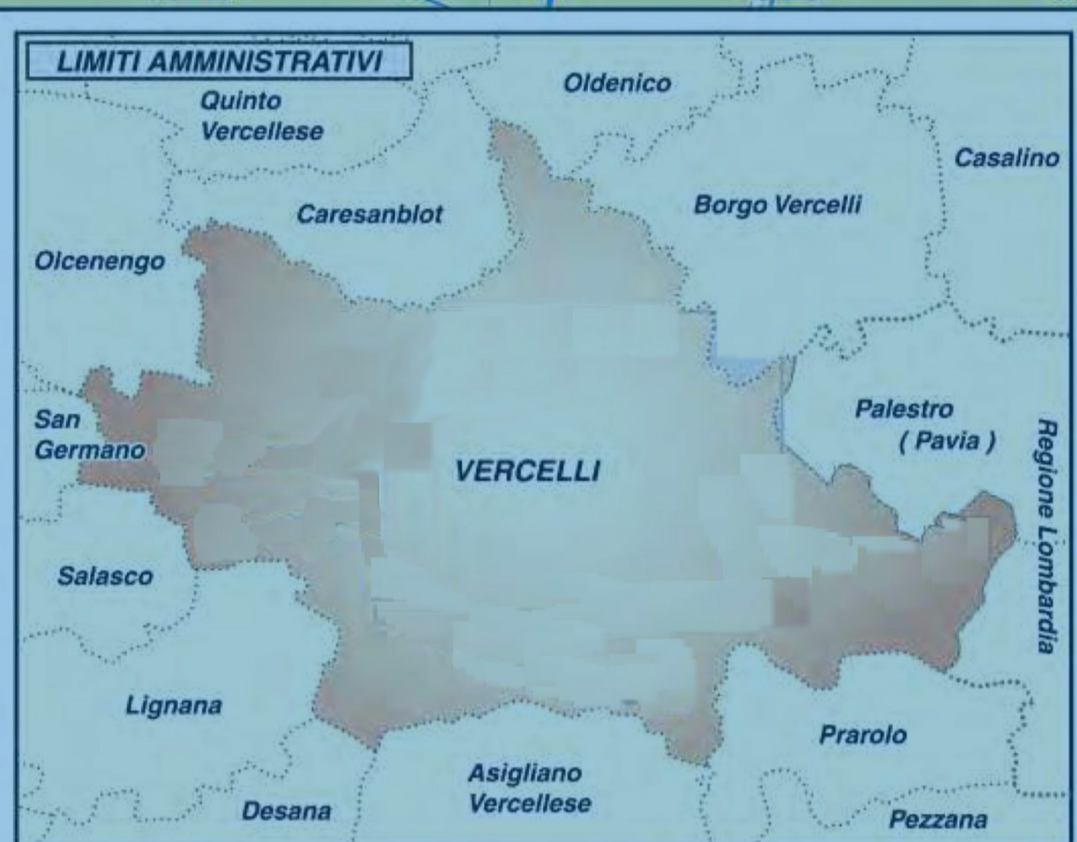 LIMITI AMMINISTRATIVI
Quinto
Vercellese
Oldenico
Casalino
Caresanblot
Borgo Vercelli
Olcenengo
San
Germano
Palestro
( Pavia )
VERCELLI
Regione Lombardia
Salasco
Lignana
Prarolo
Asigliano
Vercellese
Desana
Pezzana